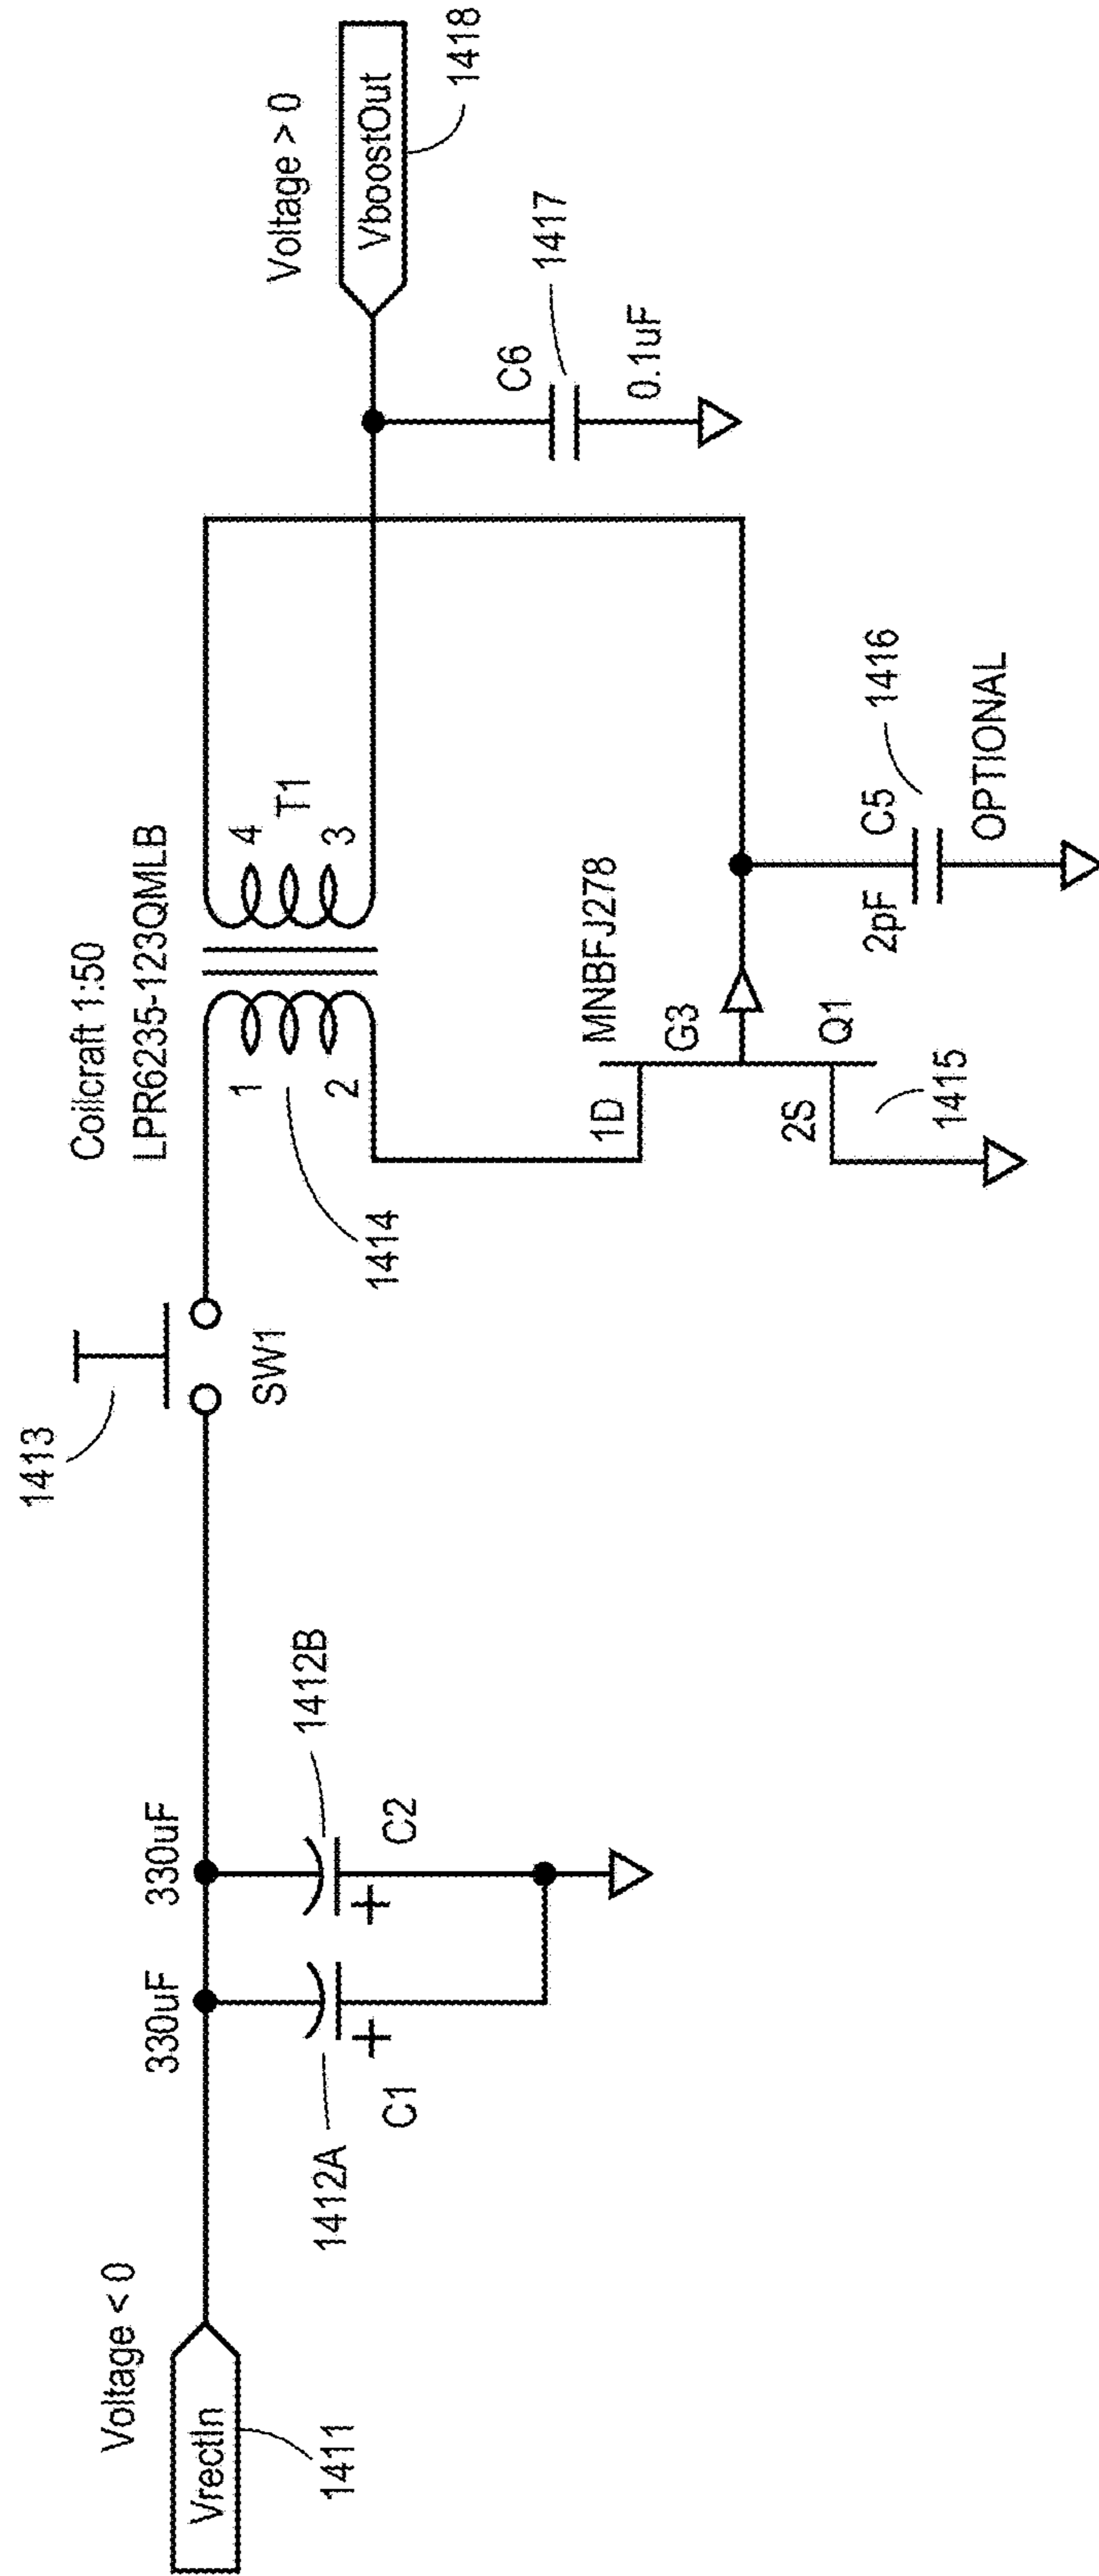 Voltage < 0
VrectIn
1411
330uF
330uF
1412A
C1
1412B
C2
1413
SW1
Coilcraft 1:50
LPR6235-123QMLB
1
2
4
T1
3
1414
MNBFJ278
1D
G3
2S
Q1
1415
2pF
C5
1416
OPTIONAL
Voltage > 0
VboostOut
1418
C6
1417
0.1uF